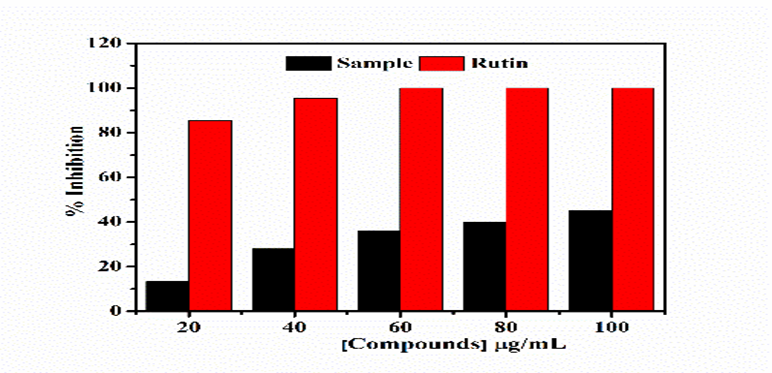 120
Sample Rutin
100
80
60
40
20
0
% Inhibition
20 40 60 80 100
[Compounds] μg/mL